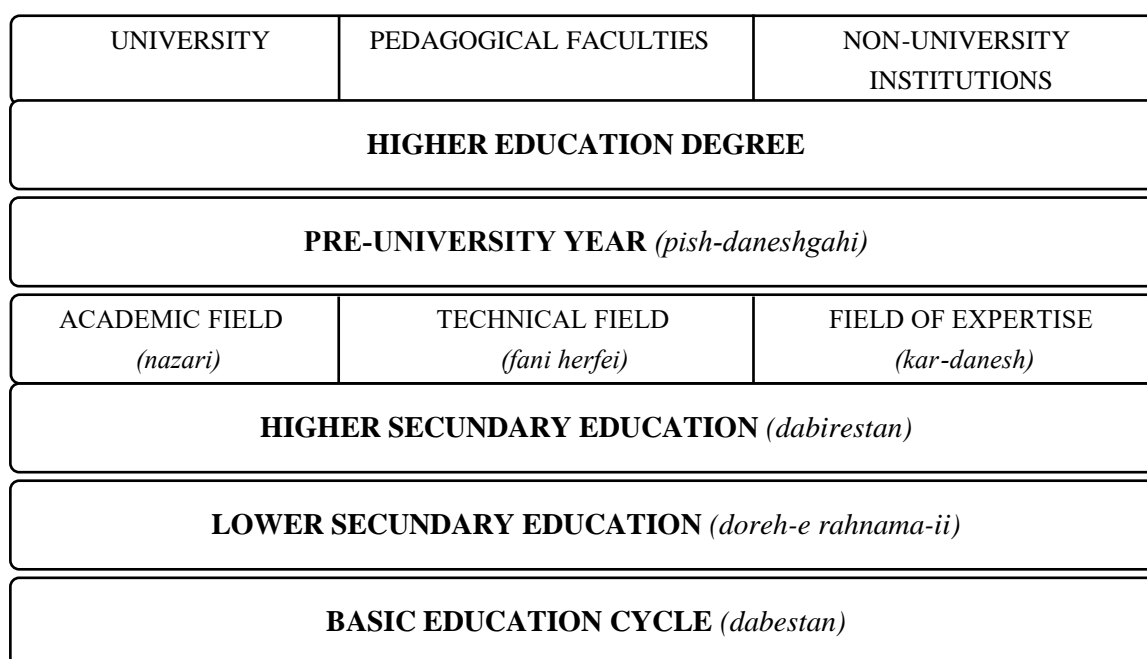 UNIVERSITY
PEDAGOGICAL FACULTIES
NON-UNIVERSITY
INSTITUTIONS
HIGHER EDUCATION DEGREE
PRE-UNIVERSITY YEAR (pish-daneshgahi)
ACADEMIC FIELD
(nazari)
TECHNICAL FIELD
(fani herfei)
FIELD OF EXPERTISE
(kar-danesh)
HIGHER SECUNDARY EDUCATION (dabirestan)
LOWER SECUNDARY EDUCATION (doreh-e rahnama-ii)
BASIC EDUCATION CYCLE (dabestan)